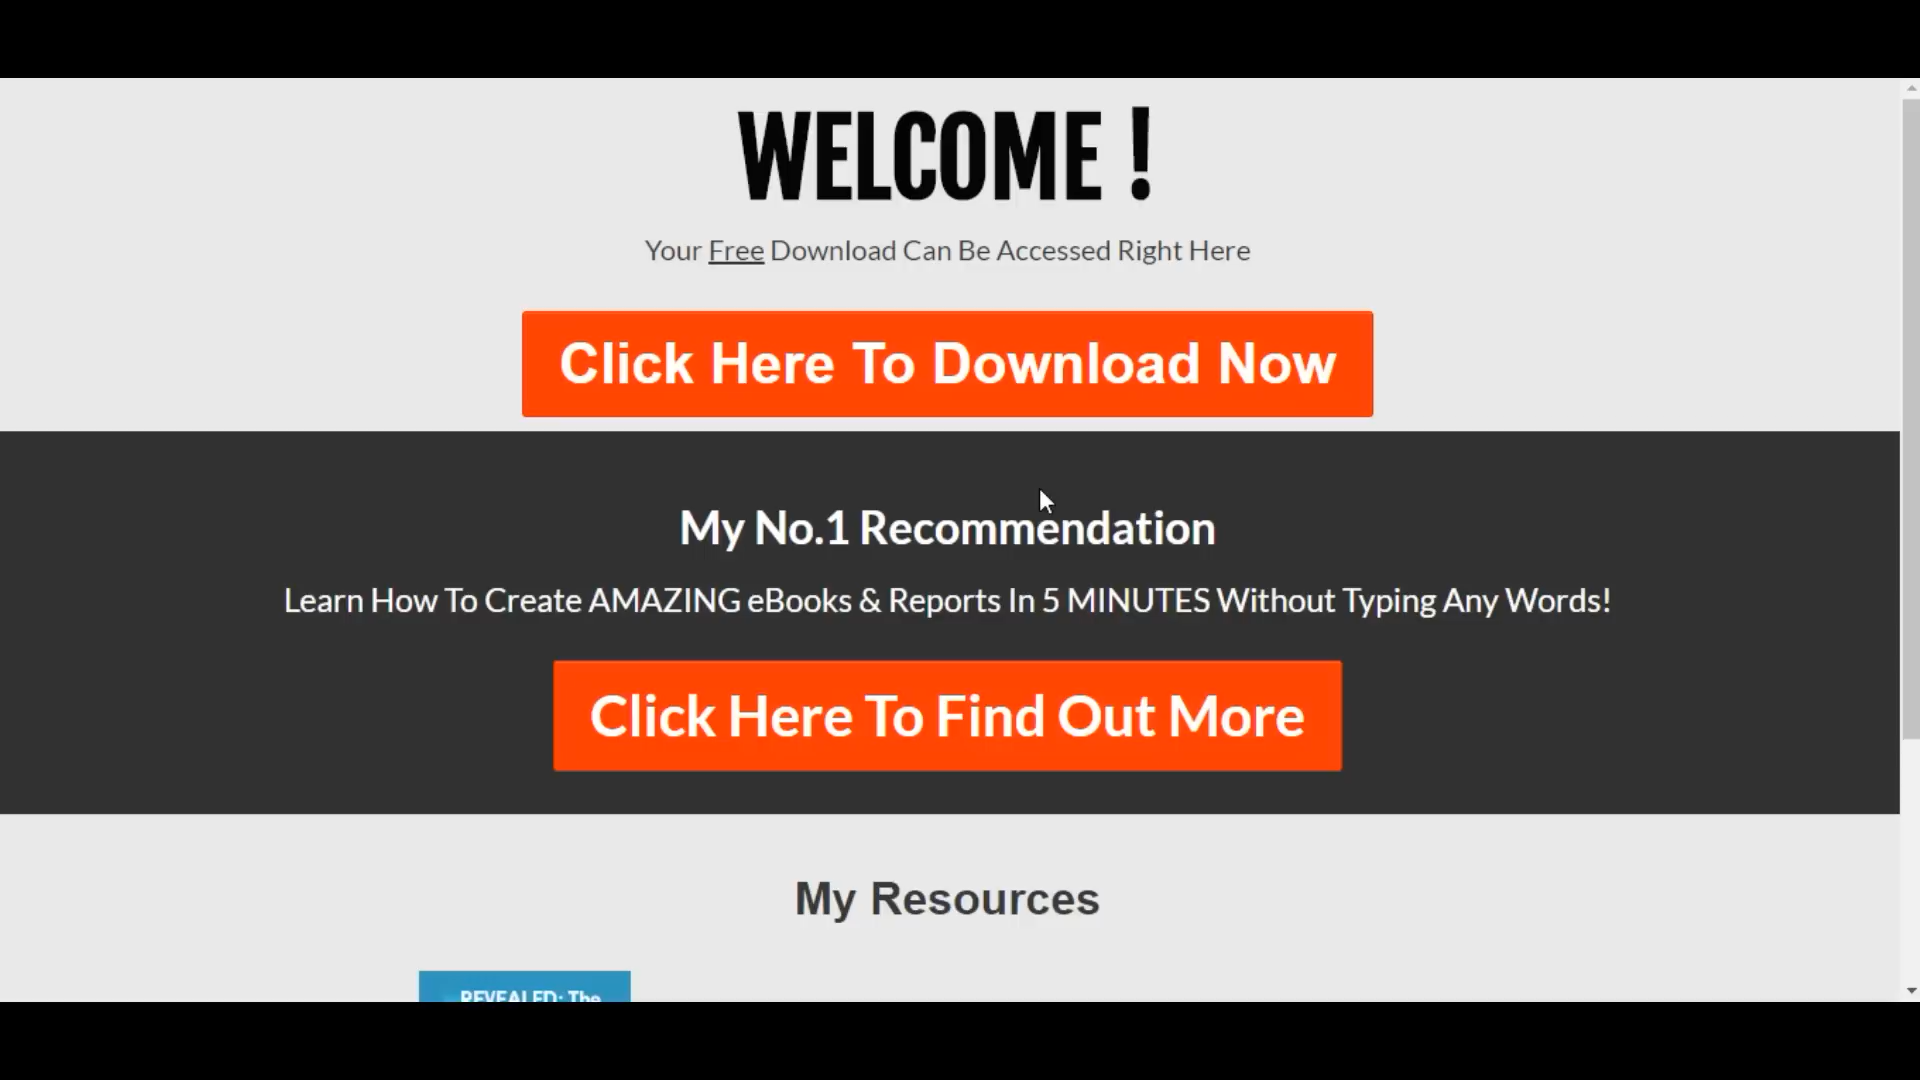 WELCOME !
Your Free Download Can Be Accessed Right Here
Click Here To Download Now
My No.1 Recommendation
Learn How To Create AMAZING eBooks & Reports In 5 MINUTES Without Typing Any Words!
Click Here To Find Out More
My Resources
REVEALED: The